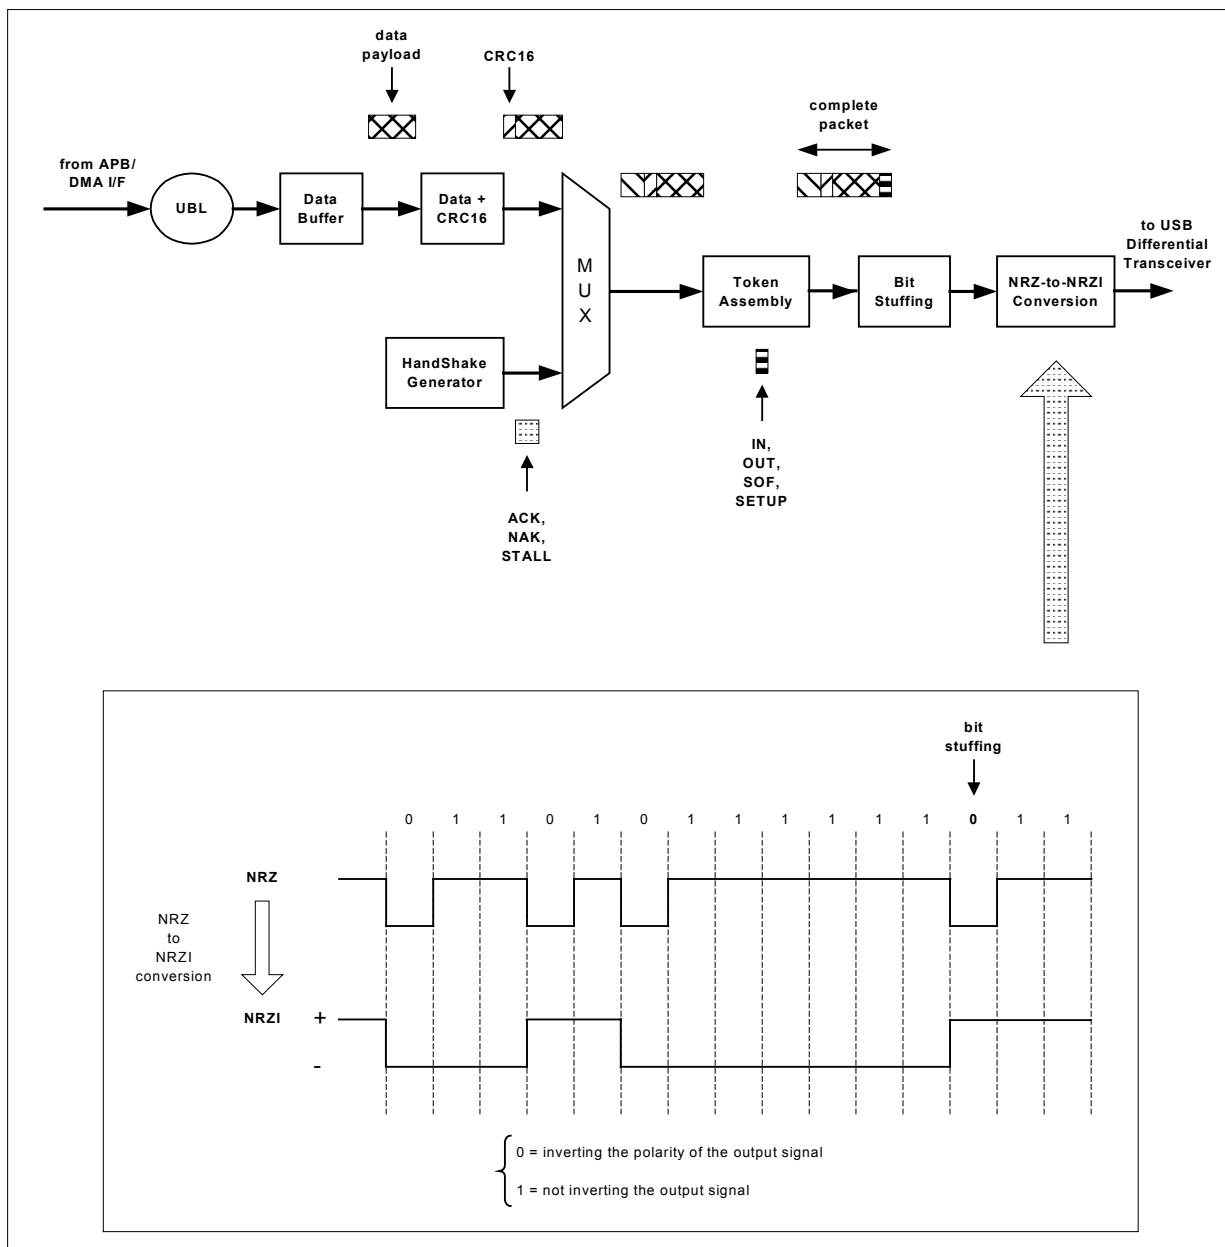 data
payload
CRC16
complete
packet
from APB/
DMA I/F
UBL
Data
Buffer
Data +
CRC16
MUX
to USB
Differential
Transceiver
Token
Assembly
Bit
Stuffing
NRZ-to-NRZI
Conversion
HandShake
Generator
IN,
OUT,
SOF,
SETUP
ACK,
NAK,
STALL
bit
stuffing
0 1 1 0 1 0 1 1 1 1 1 1 0 1 1
NRZ
NRZ
to
NRZI
conversion
NRZI
+
-
0 = inverting the polarity of the output signal
1 = not inverting the output signal